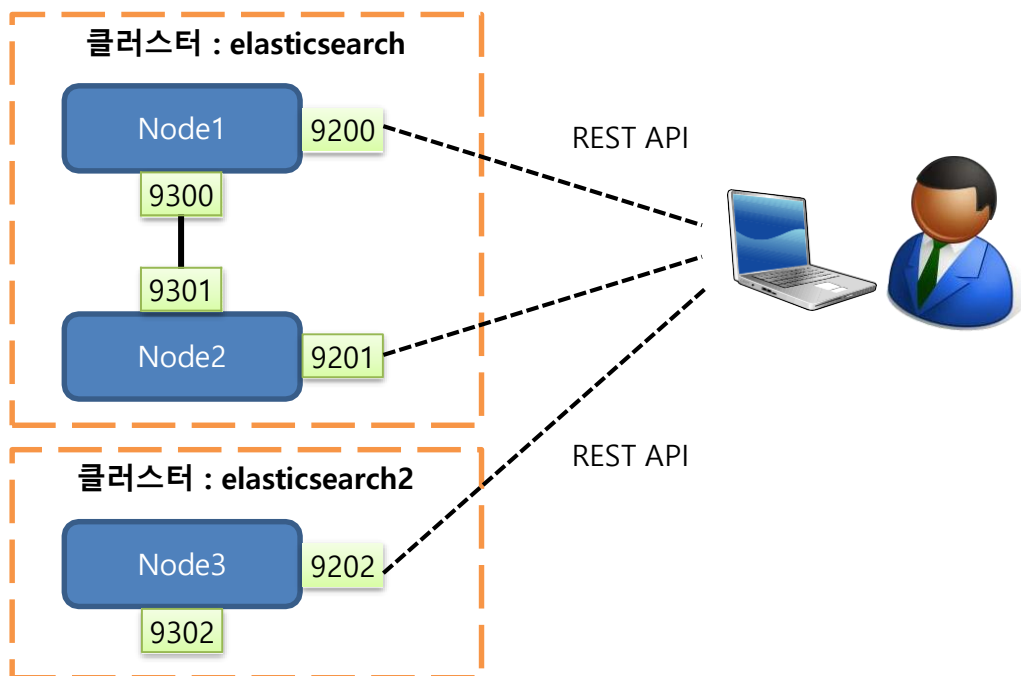 클러스터 : elasticsearch
Node1
9200
REST API
9300
9301
Node2
9201
클러스터 : elasticsearch2
REST API
Node3
9202
9302